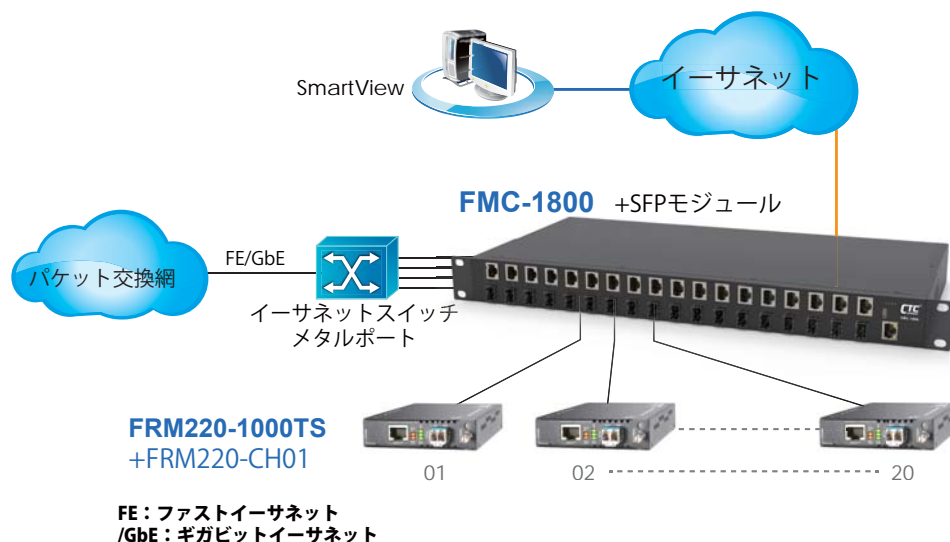 SmartView
イーサネット
FMC-1800 +SFPモジュール
パケット交換網
FE/GbE
イーサネットスイッチ
メタルポート
CTC
FRM220-1000TS
+FRM220-CH01
01
02
20
FE：ファストイーサネット
/GbE：ギガビットイーサネット